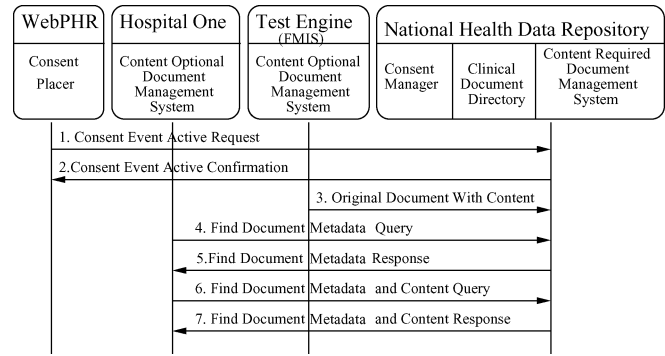 WebPHR
Consent
Placer
Hospital One
Content Optional
Document
Management
System
Test Engine
(FMIS)
Content Optional
Document
Management
System
National Health Data Repository
Consent
Manager
Clinical
Document
Directory
Content Required
Document
Management
System
1. Consent Event Active Request
2.Consent Event Active Confirmation
3. Original Document With Content
4. Find Document Metadata Query
5.Find Document Metadata Response
6. Find Document Metadata and Content Query
7. Find Document Metadata and Content Response